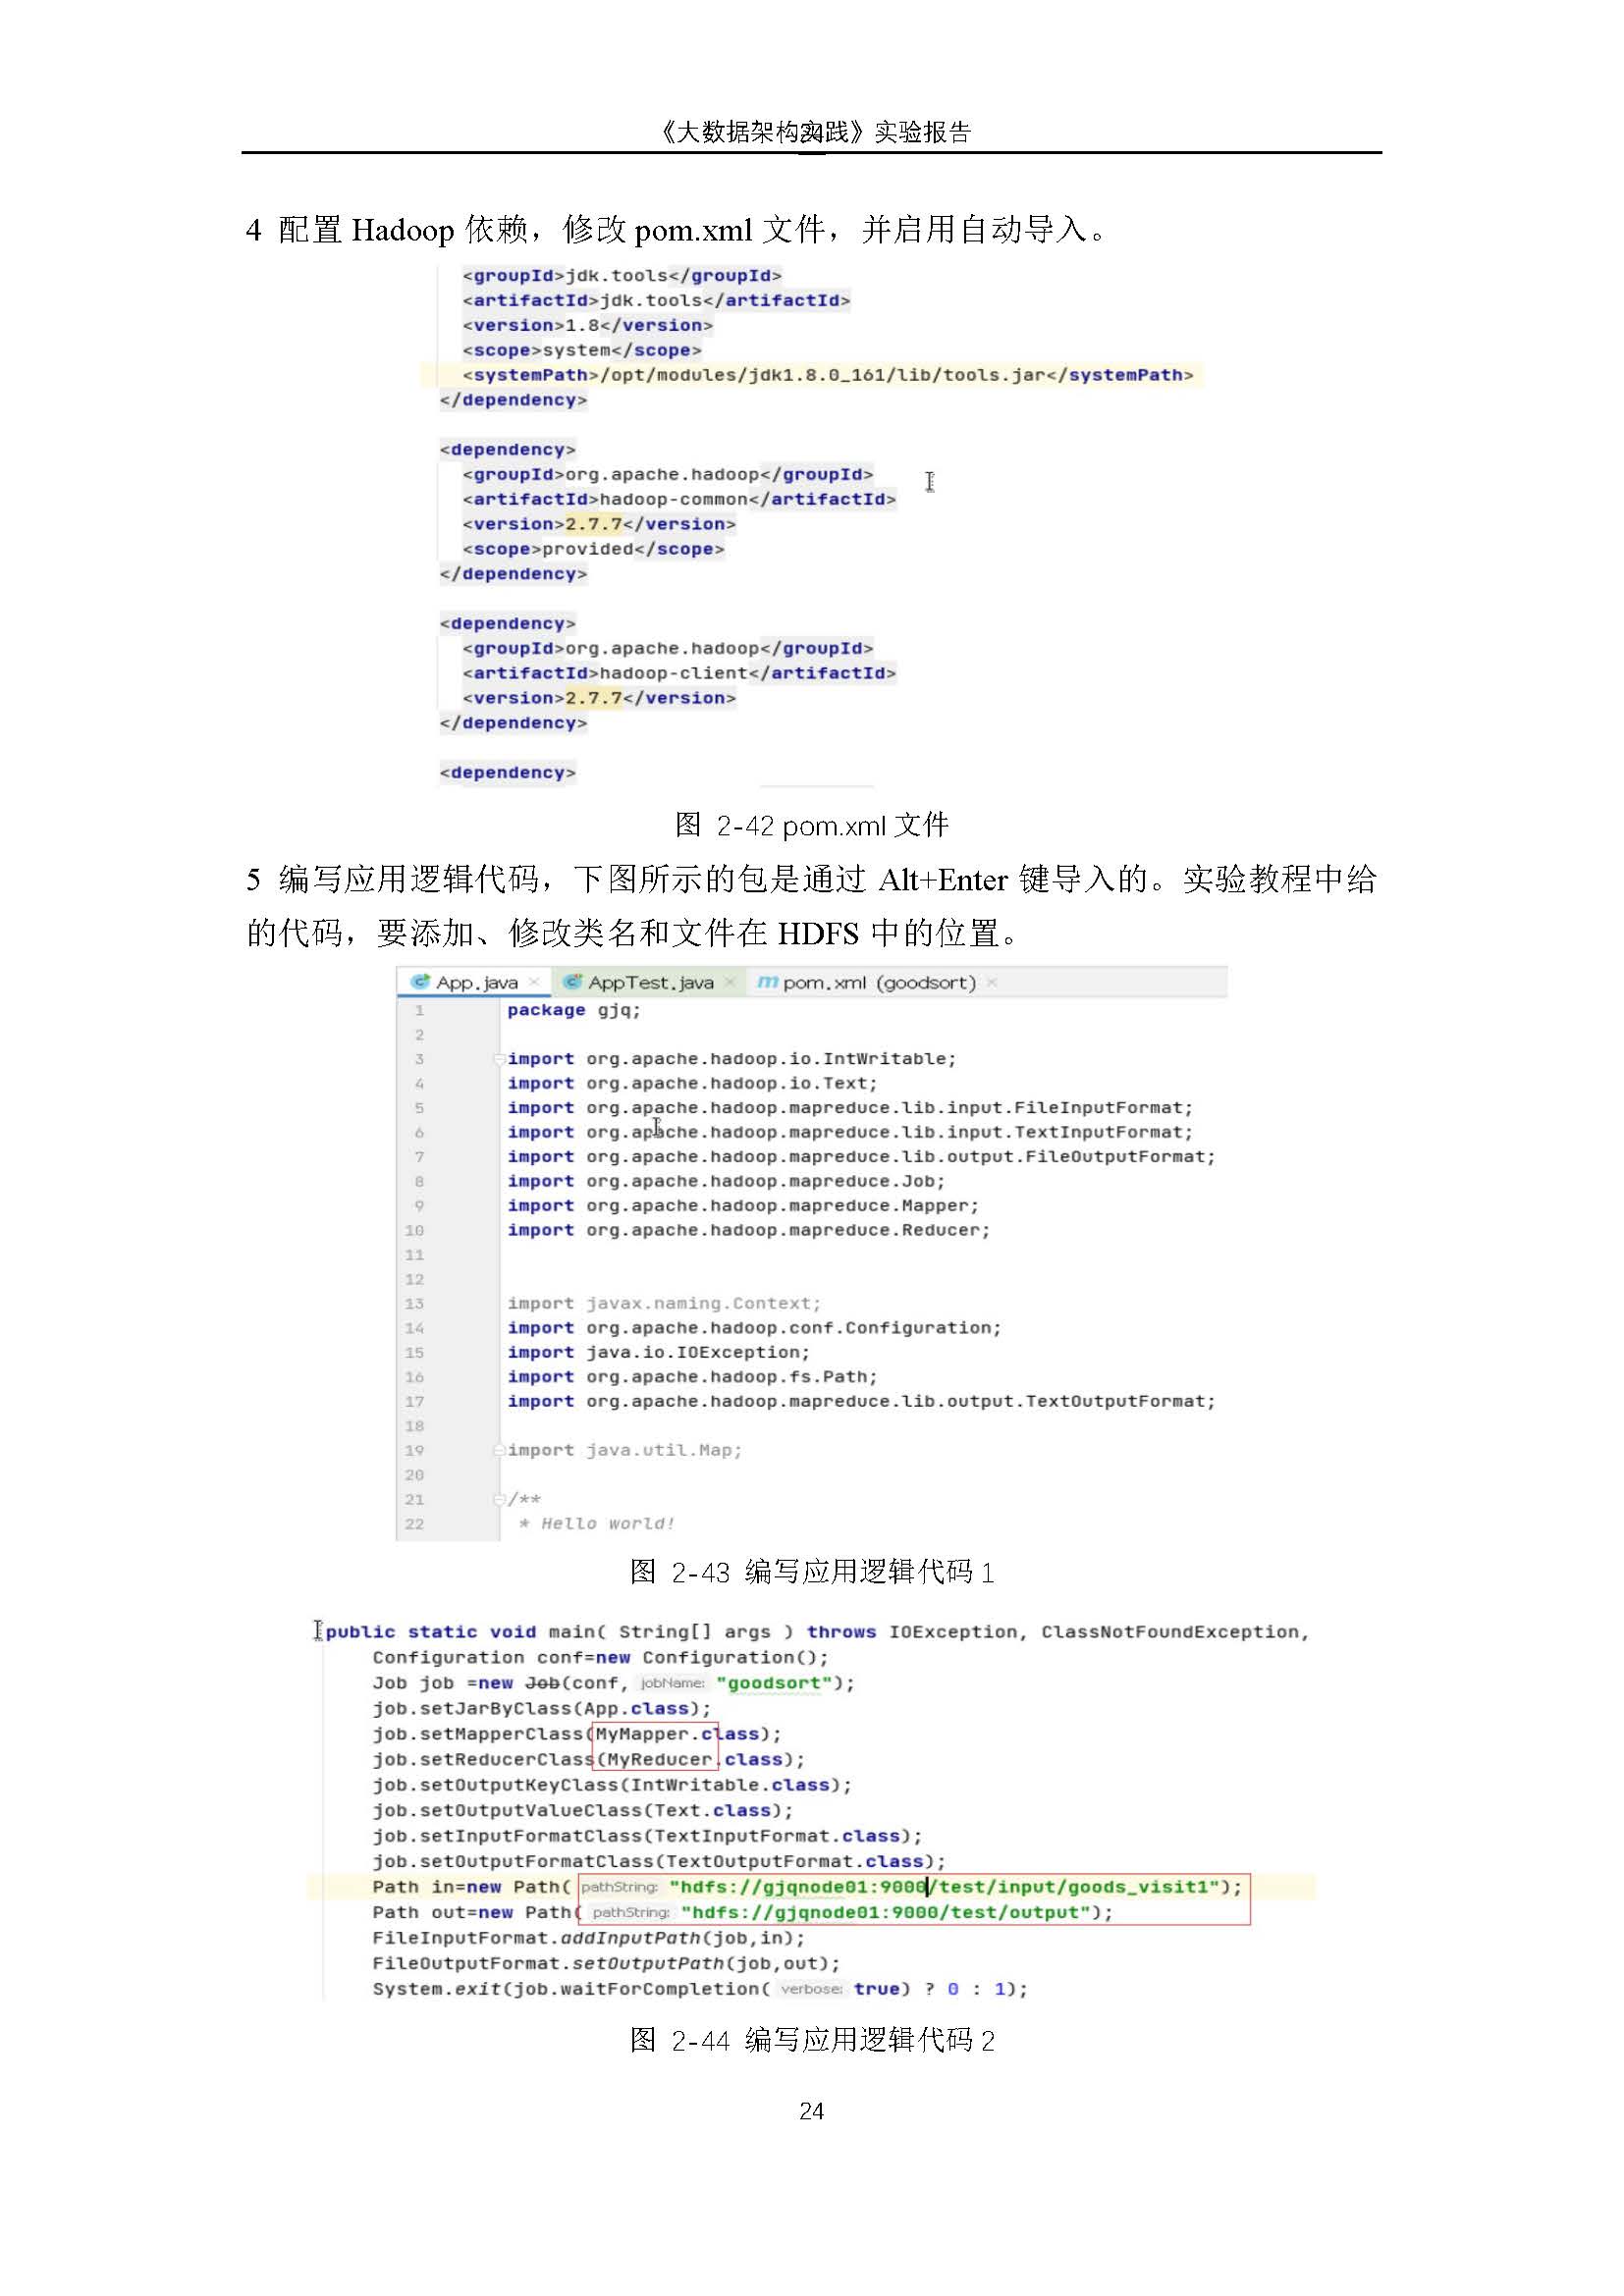 《大数据架构实践》实验报告
4 配置 Hadoop 依赖，修改 pom.xml 文件，并启用自动导入。
<groupId>jdk.tools</groupId>
<artifactId>jdk.tools</artifactId>
<version>1.8</version>
<scope>system</scope>
<systemPath>/opt/modules/jdk1.8.0_161/lib/tools.jar</systemPath>
</dependency>
<dependency>
<groupId>org.apache.hadoop</groupId>
<artifactId>hadoop-common</artifactId>
<version>2.7.7</version>
<scope>provided</scope>
</dependency>
<dependency>
<groupId>org.apache.hadoop</groupId>
<artifactId>hadoop-client</artifactId>
<version>2.7.7</version>
</dependency>
<dependency>
图 2-42 pom.xml 文件
5 编写应用逻辑代码，下图所示的包是通过 Alt+Enter 键导入的。实验教程中给
的代码，要添加、修改类名和文件在 HDFS 中的位置。
App.java × AppTest.java × m pom.xml (goodsort) ×
1 package gjq;
2
3 import org.apache.hadoop.io.IntWritable;
4 import org.apache.hadoop.io.Text;
5 import org.apache.hadoop.mapreduce.lib.input.FileInputFormat;
6 import org.apache.hadoop.mapreduce.lib.input.TextInputFormat;
7 import org.apache.hadoop.mapreduce.lib.output.FileOutputFormat;
8 import org.apache.hadoop.mapreduce.Job;
9 import org.apache.hadoop.mapreduce.Mapper;
10 import org.apache.hadoop.mapreduce.Reducer;
11
12
13 import javax.naming.Context;
14 import org.apache.hadoop.conf.Configuration;
15 import java.io.IOException;
16 import org.apache.hadoop.fs.Path;
17 import org.apache.hadoop.mapreduce.lib.output.TextOutputFormat;
18
19 import java.util.Map;
20
21 /**
22 * Hello world!
图 2-43 编写应用逻辑代码 1
public static void main( String[] args ) throws IOException, ClassNotFoundException,
Configuration conf=new Configuration();
Job job =new Job(conf, jobName: "goodsort");
job.setJarByClass(App.class);
job.setMapperClass(MyMapper.class);
job.setReducerClass(MyReducer.class);
job.setOutputKeyClass(IntWritable.class);
job.setOutputValueClass(Text.class);
job.setInputFormatClass(TextInputFormat.class);
job.setOutputFormatClass(TextOutputFormat.class);
Path in=new Path( pathString: "hdfs://gjqnode01:9000/test/input/goods_visit1");
Path out=new Path( pathString: "hdfs://gjqnode01:9000/test/output");
FileInputFormat.addInputPath(job,in);
FileOutputFormat.setOutputPath(job,out);
System.exit(job.waitForCompletion( verbose: true) ? 0 : 1);
图 2-44 编写应用逻辑代码 2
24